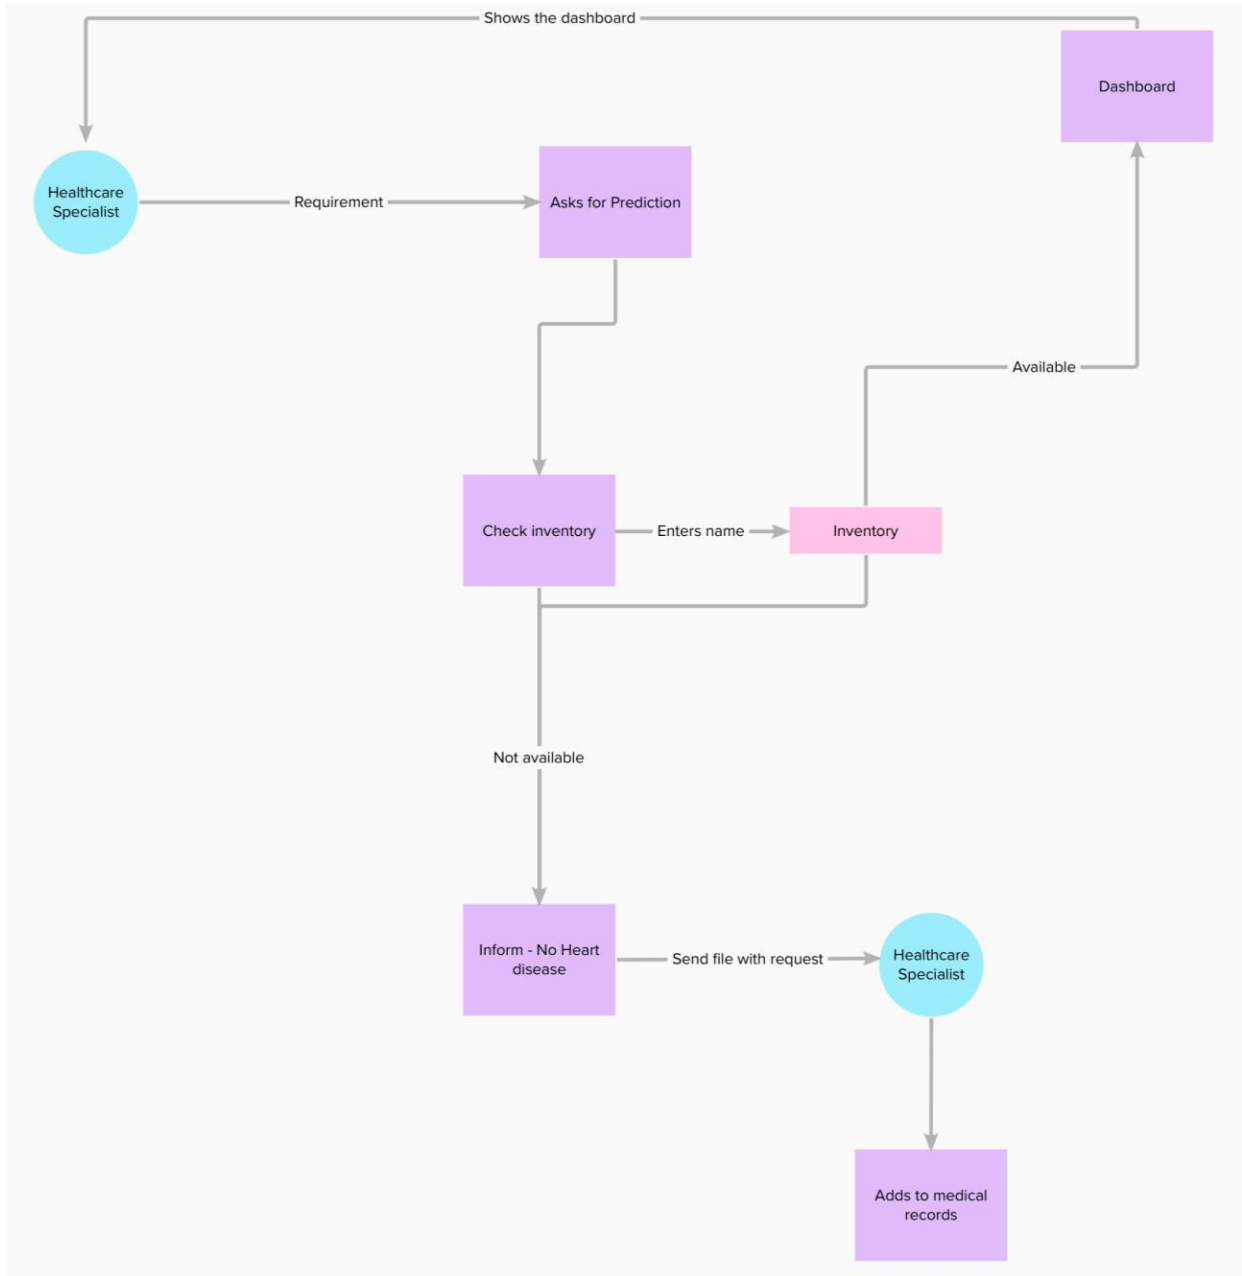 Shows the dashboard
Dashboard
Healthcare
Specialist
Requirement
Asks for Prediction
Available
Check inventory
Enters name
Inventory
Not available
Inform - No Heart
disease
Send file with request
Healthcare
Specialist
Adds to medical
records